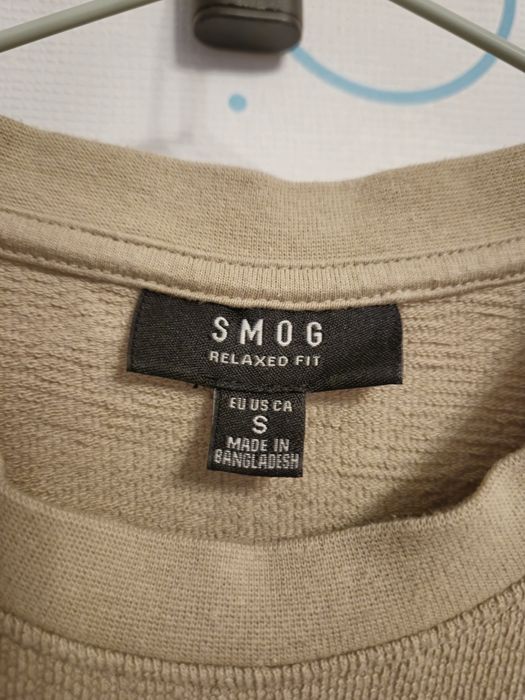 SMOG
RELAXED FIT
EU US CA
S
MADE IN
BANGLADESH